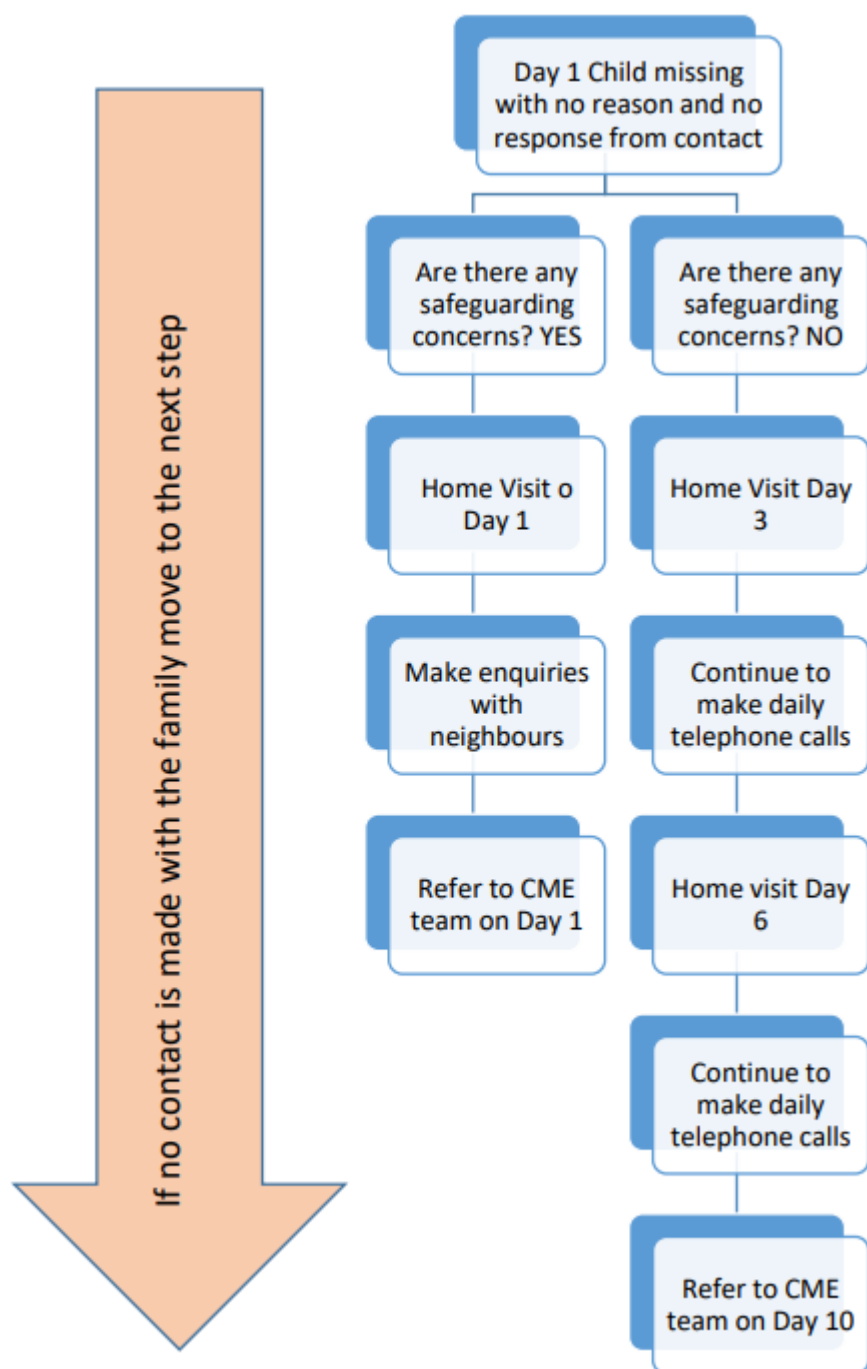 If no contact is made with the family move to the next step
Day 1 Child missing
with no reason and no
response from contact
Are there any
safeguarding
concerns? YES
Home Visit o
Day 1
Make enquiries
with
neighbours
Refer to CME
team on Day 1
Are there any
safeguarding
concerns? NO
Home Visit Day
3
Continue to
make daily
telephone calls
Home visit Day
6
Continue to
make daily
telephone calls
Refer to CME
team on Day 10